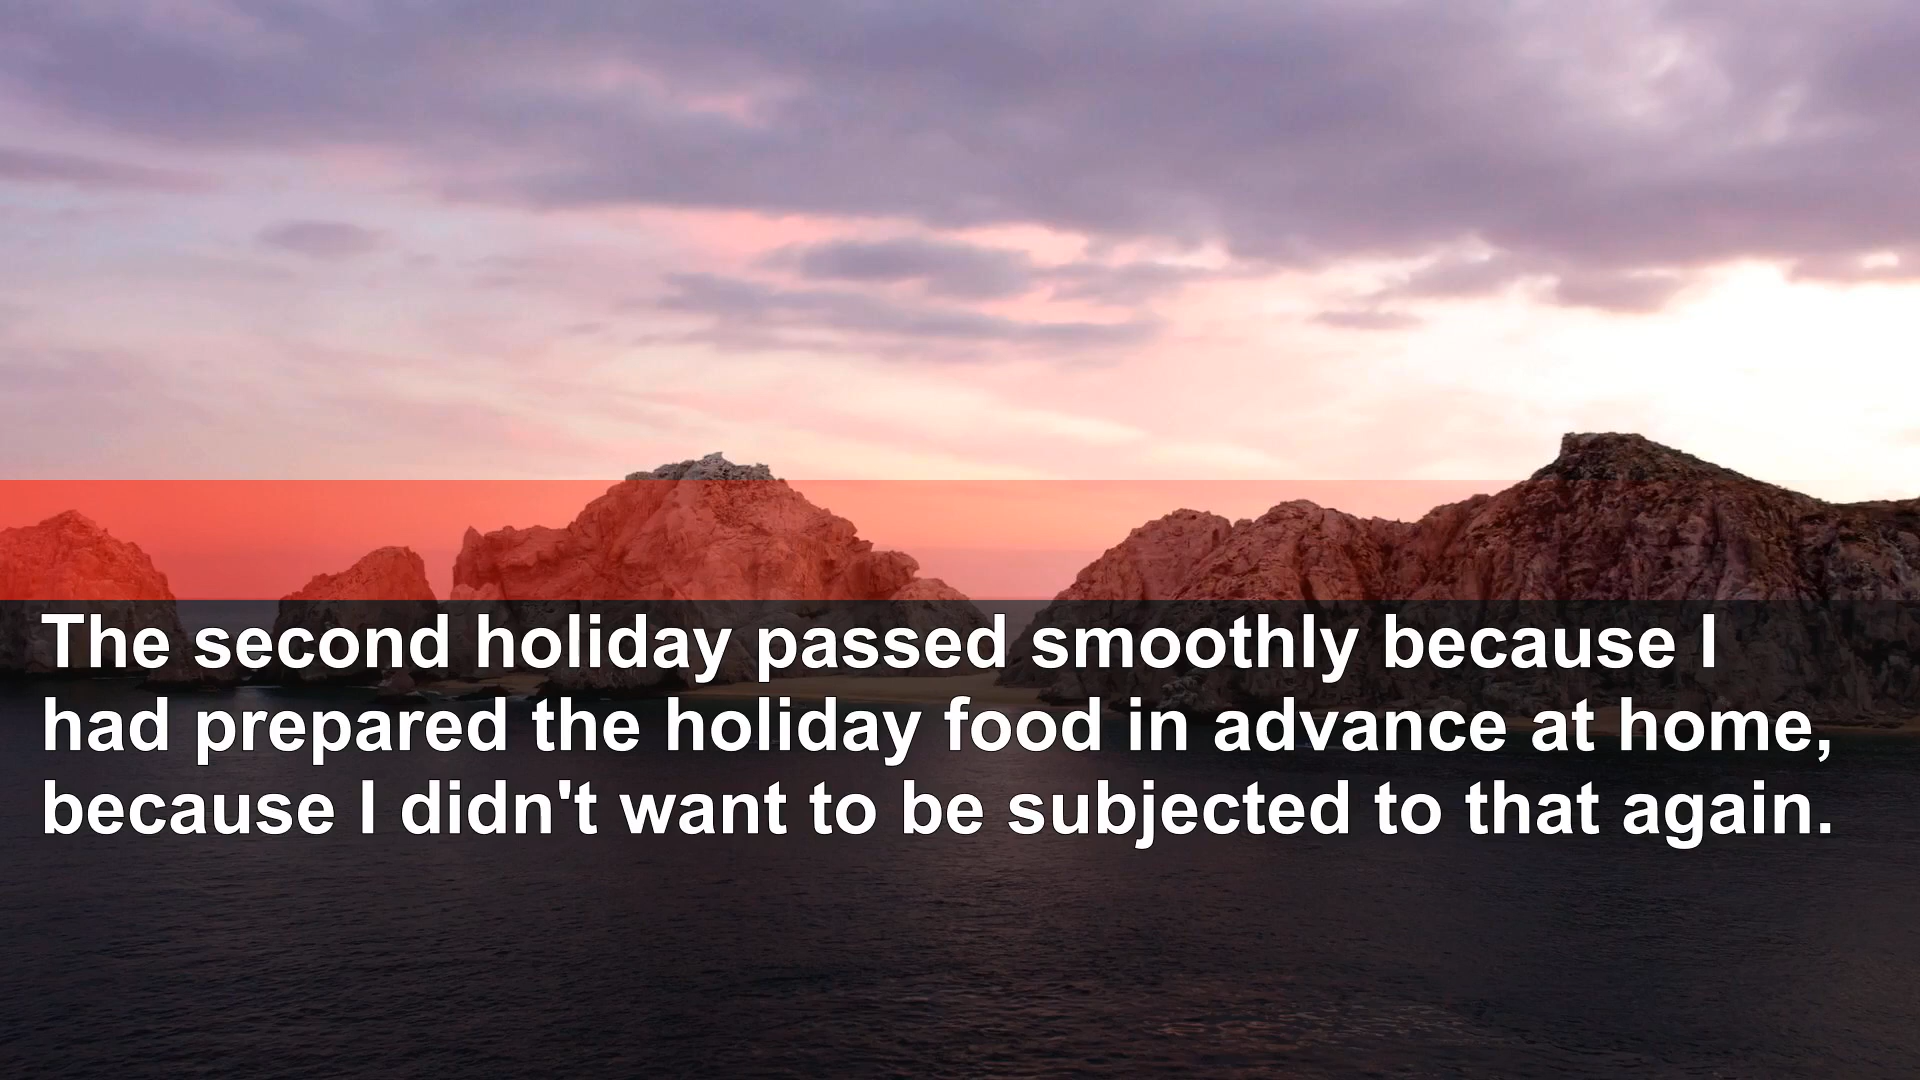 The second holiday passed smoothly because I
had prepared the holiday food in advance at home,
because I didn't want to be subjected to that again.